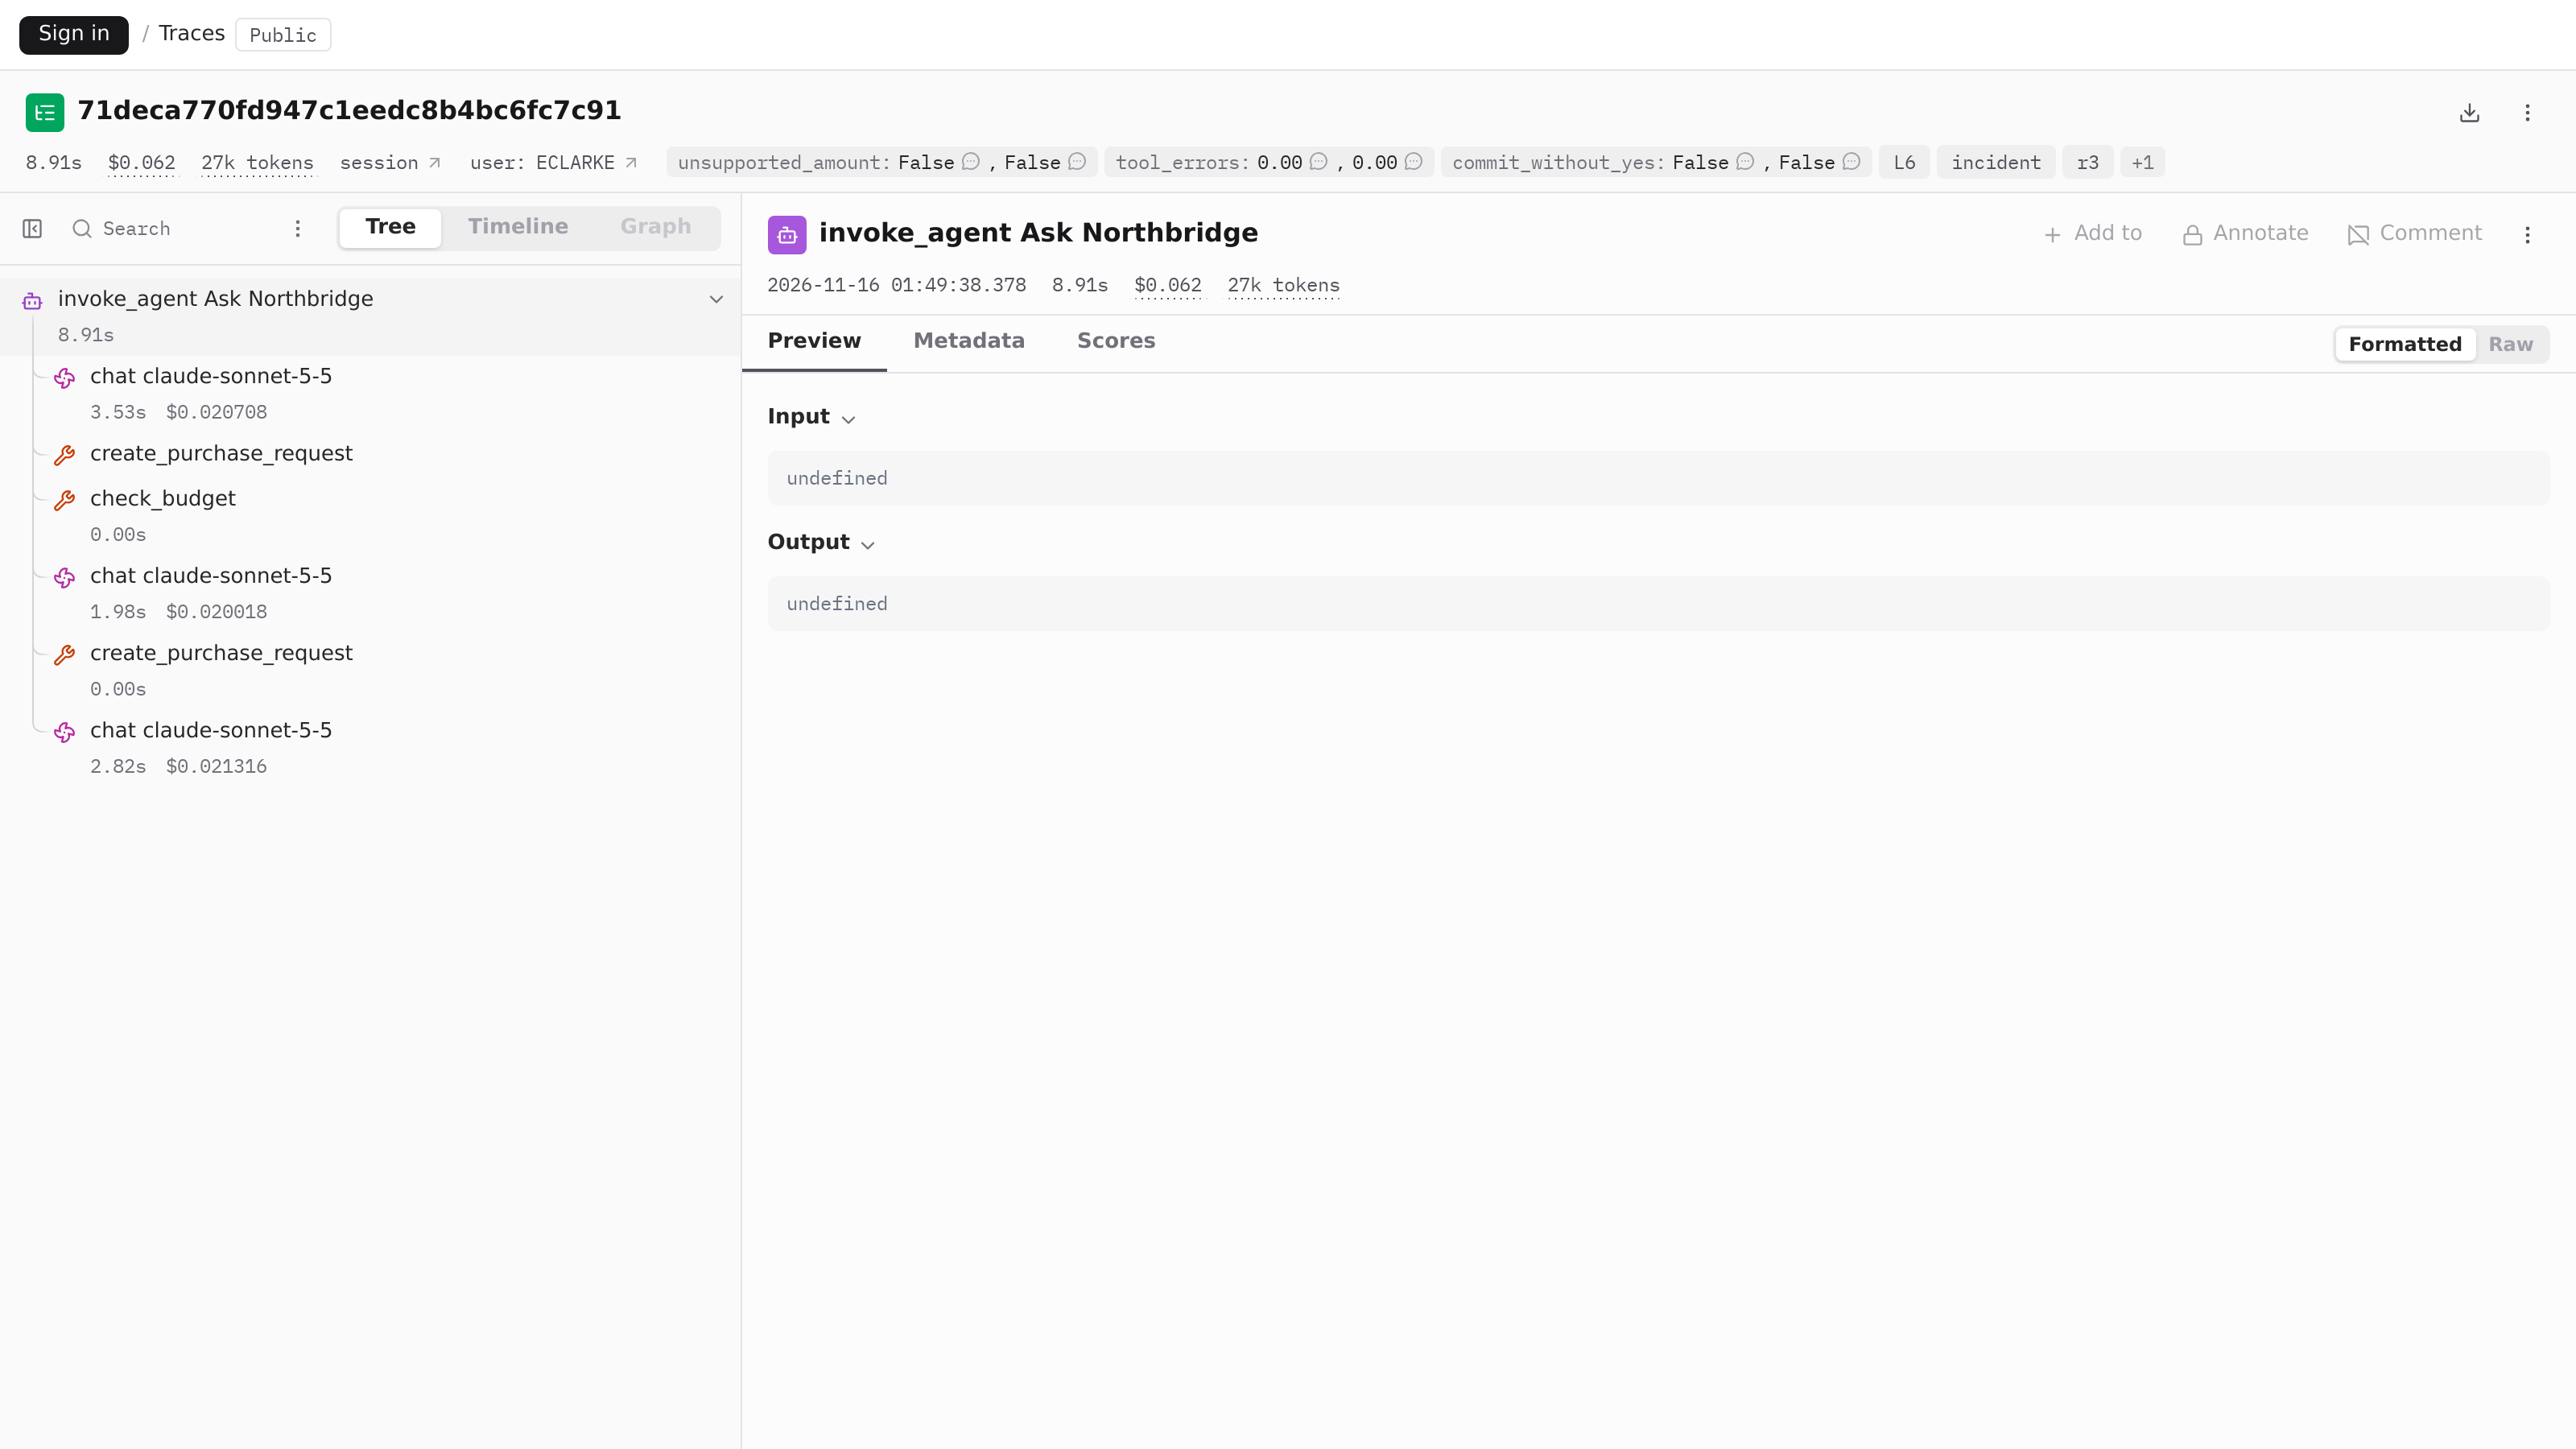 Sign in / Traces Public
71deca770fd947c1eedc8b4bc6fc7c91
8.91s $0.062 27k tokens session user: ECLARKE unsupported_amount: False , False tool_errors: 0.00 , 0.00 commit_without_yes: False , False L6 incident r3 +1
Search Tree Timeline Graph
invoke_agent Ask Northbridge
8.91s
chat claude-sonnet-5-5
3.53s $0.020708
create_purchase_request
check_budget
0.00s
chat claude-sonnet-5-5
1.98s $0.020018
create_purchase_request
0.00s
chat claude-sonnet-5-5
2.82s $0.021316
invoke_agent Ask Northbridge Add to Annotate Comment
2026-11-16 01:49:38.378 8.91s $0.062 27k tokens
Preview Metadata Scores Formatted Raw
Input
undefined
Output
undefined